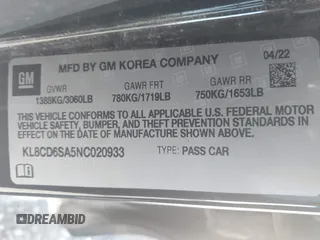 GM
MFD BY GM KOREA COMPANY
04/22
GVWR
GAWR FRT
GAWR RR
1388KG/3060LB
780KG/1719LB
750KG/1653LB
THIS VEHICLE CONFORMS TO ALL APPLICABLE U.S. FEDERAL MOTOR
VEHICLE SAFETY, BUMPER, AND THEFT PREVENTION STANDARDS IN
EFFECT ON THE DATE OF MANUFACTURE SHOWN ABOVE.
KL8CD6SA5NC020933
TYPE: PASS CAR
AUTOBIDMASTER